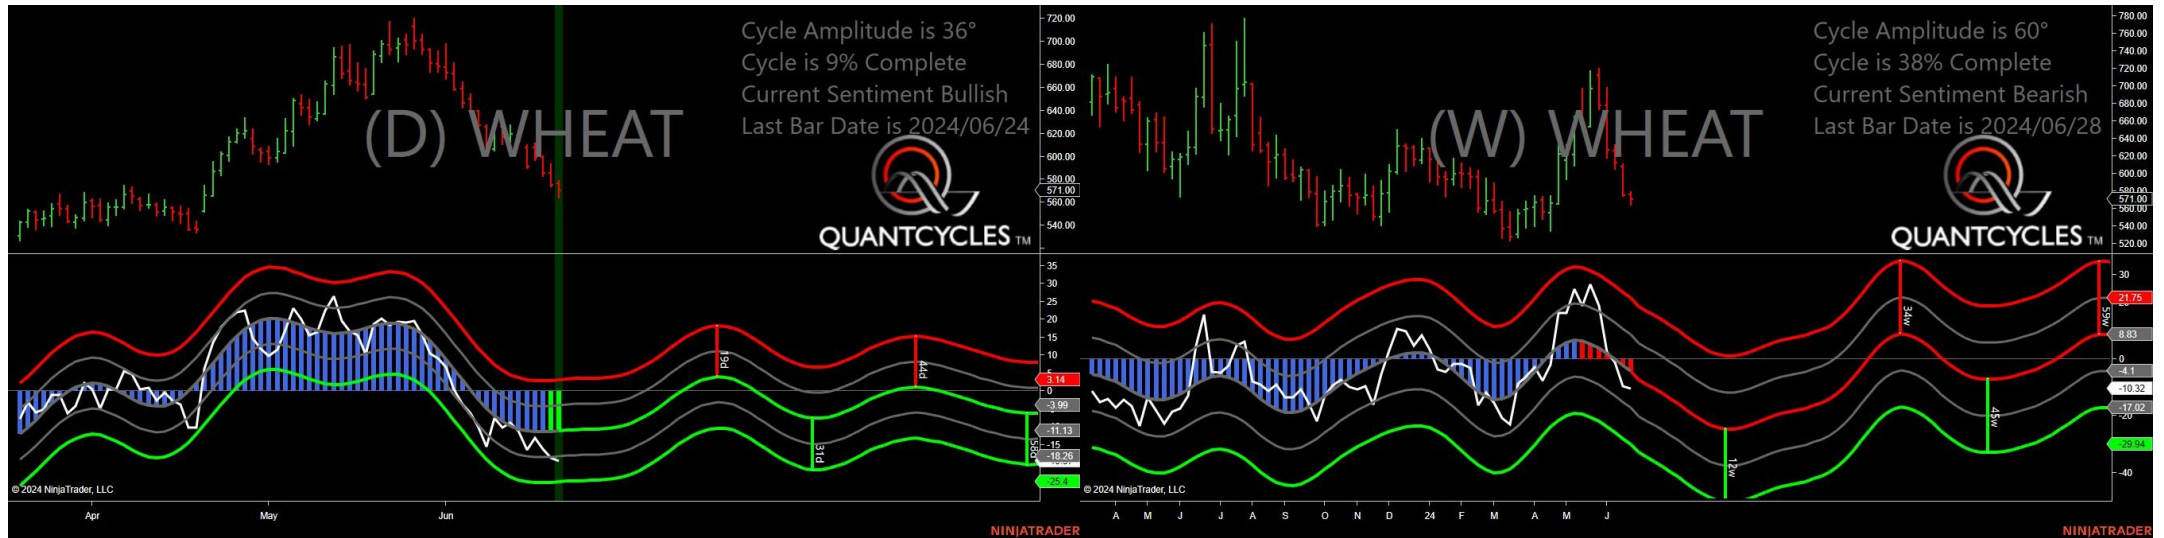 Cycle Amplitude is 36°
Cycle is 9% Complete
Current Sentiment Bullish
Last Bar Date is 2024/06/24
(D) WHEAT
QUANTCYCLES TM
720.00
700.00
680.00
660.00
640.00
620.00
600.00
580.00
571.00
560.00
540.00
35
30
25
20
15
10
5
3.14
0
-3.99
-11.13
-15
-18.26
-25.4
19d
31d
44d
58d
© 2024 NinjaTrader, LLC
Apr
May
Jun
NINJATRADER
Cycle Amplitude is 60°
Cycle is 38% Complete
Current Sentiment Bearish
Last Bar Date is 2024/06/28
(W) WHEAT
QUANTCYCLES TM
780.00
760.00
740.00
720.00
700.00
680.00
660.00
640.00
620.00
600.00
580.00
571.00
560.00
540.00
520.00
30
21.75
8.83
0
-4.1
-10.32
-17.02
-20
-29.94
-40
12w
34w
45w
59w
© 2024 NinjaTrader, LLC
A M J J A S O N D 24 F M A M J
NINJATRADER